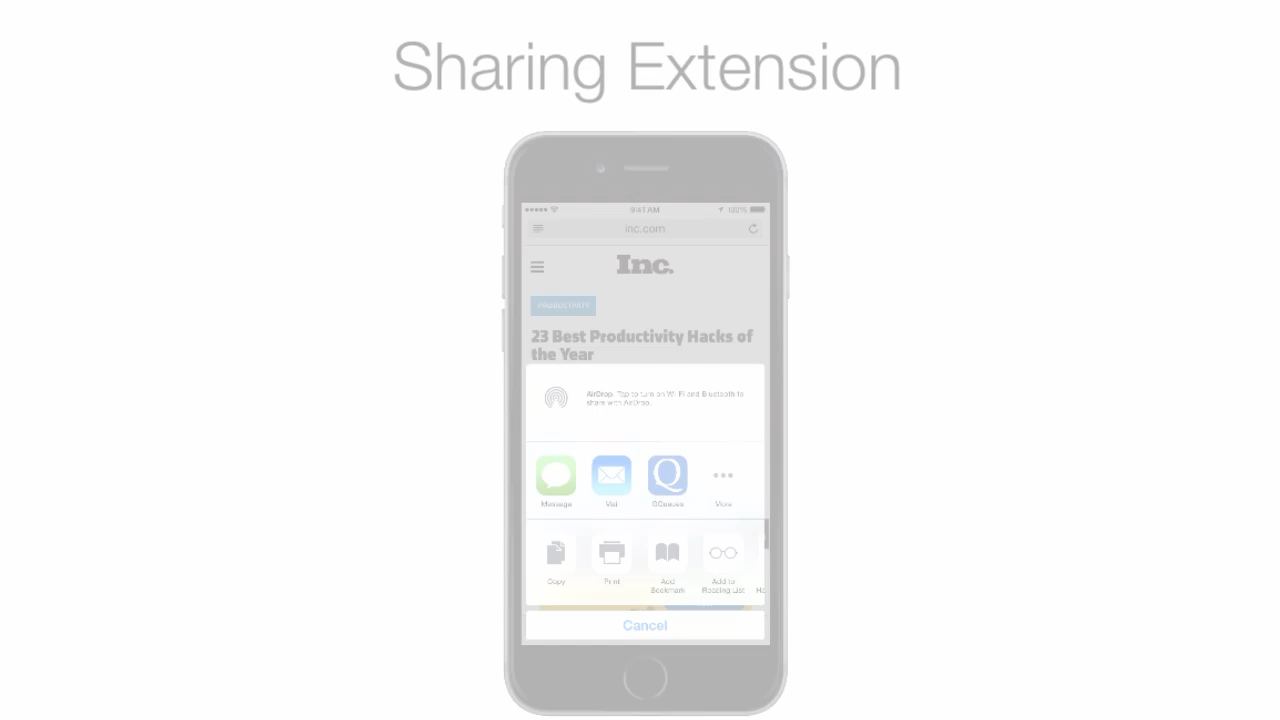 Sharing Extension
9:41 AM
100%
inc.com
Inc.
PRODUCTIVITY
23 Best Productivity Hacks of
the Year
AirDrop. Tap to turn on Wi-Fi and Bluetooth to
share with AirDrop.
Message
Mail
GQueues
More
Copy
Print
Add
Bookmark
Add to
Reading List
Cancel